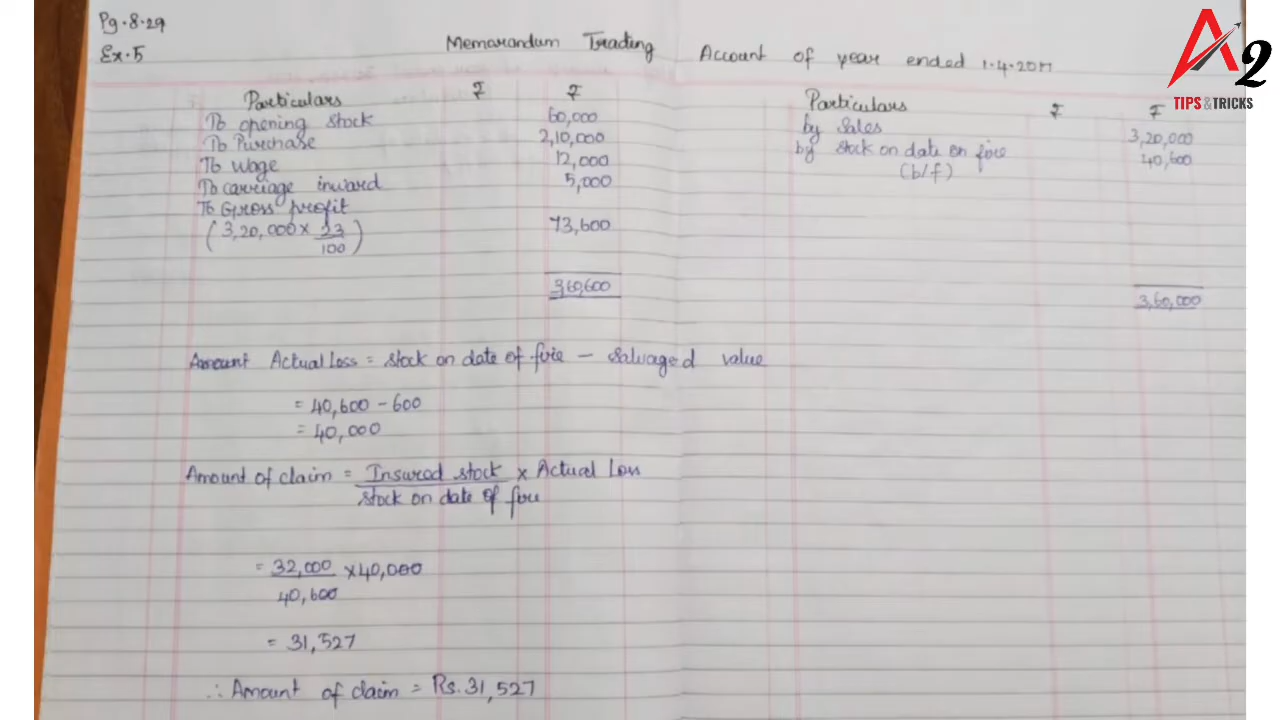 Pg.8.29
Ex.5
Memorandum Trading Account of year ended 1.4.2017
Particulars ₹ ₹ Particulars ₹ ₹
To opening stock 60,000 by Sales 3,20,000
To Purchase 2,10,000 by stock on date on fire 40,600
To wage 12,000 (b/f)
To carriage inward 5,000
To Gross profit
(3,20,000 × 23/100) 73,600
3,60,600 3,60,000
Amount Actual Loss = stock on date of fire - Salvaged value
= 40,600 - 600
= 40,000
Amount of claim = Insured stock × Actual Loss
stock on date of fire
= 32,000 × 40,000
40,600
= 31,527
∴ Amount of claim = Rs.31,527
A2
TIPS & TRICKS